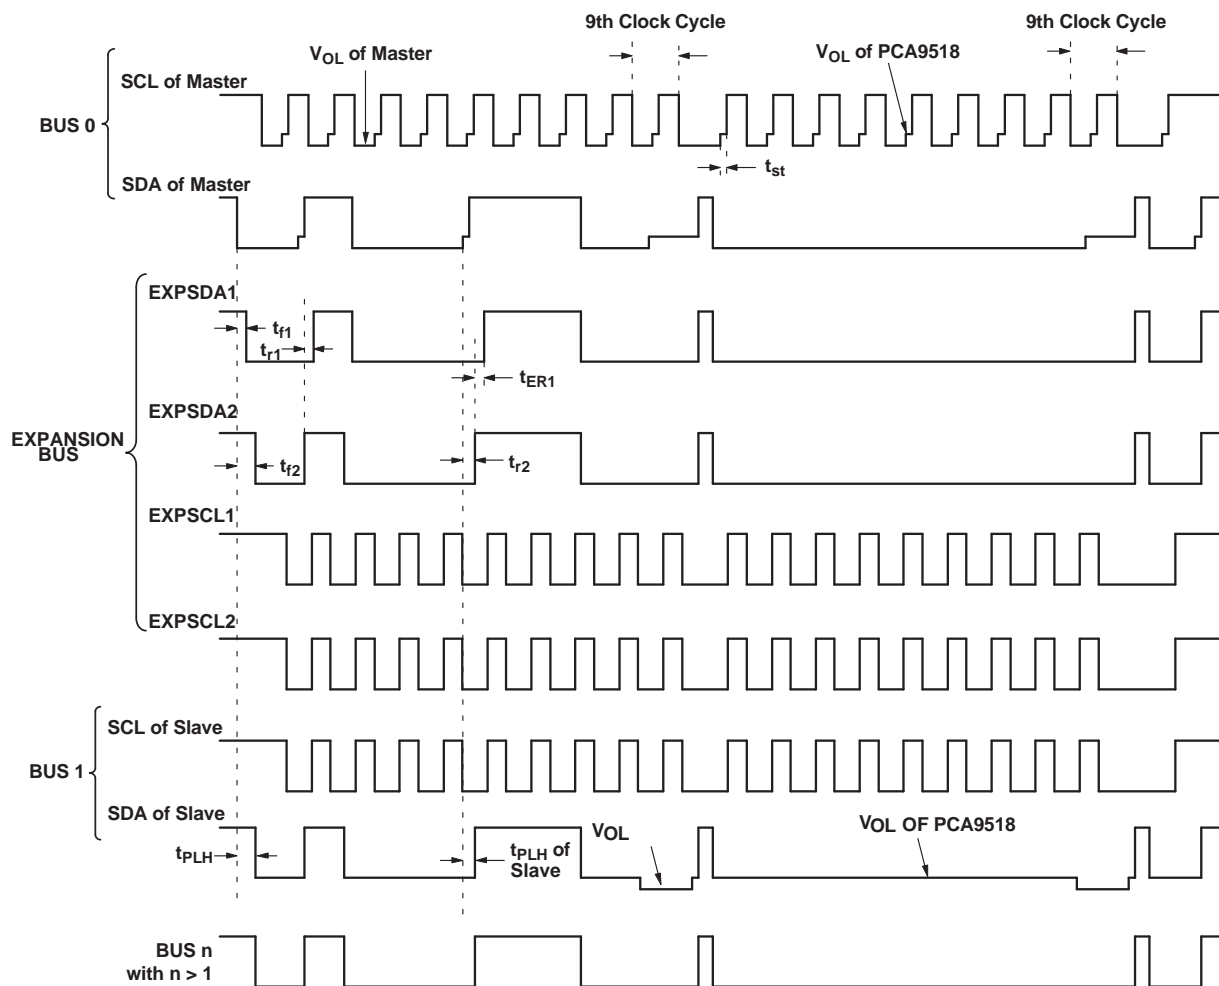 9th Clock Cycle
9th Clock Cycle
VOL of Master
VOL of PCA9518
SCL of Master
BUS 0
tst
SDA of Master
EXPSDA1
tf1
tr1
tER1
EXPSDA2
EXPANSION
BUS
tf2
tr2
EXPSCL1
EXPSCL2
SCL of Slave
BUS 1
SDA of Slave
VOL
VOL OF PCA9518
tPLH
tPLH of
Slave
BUS n
with n > 1